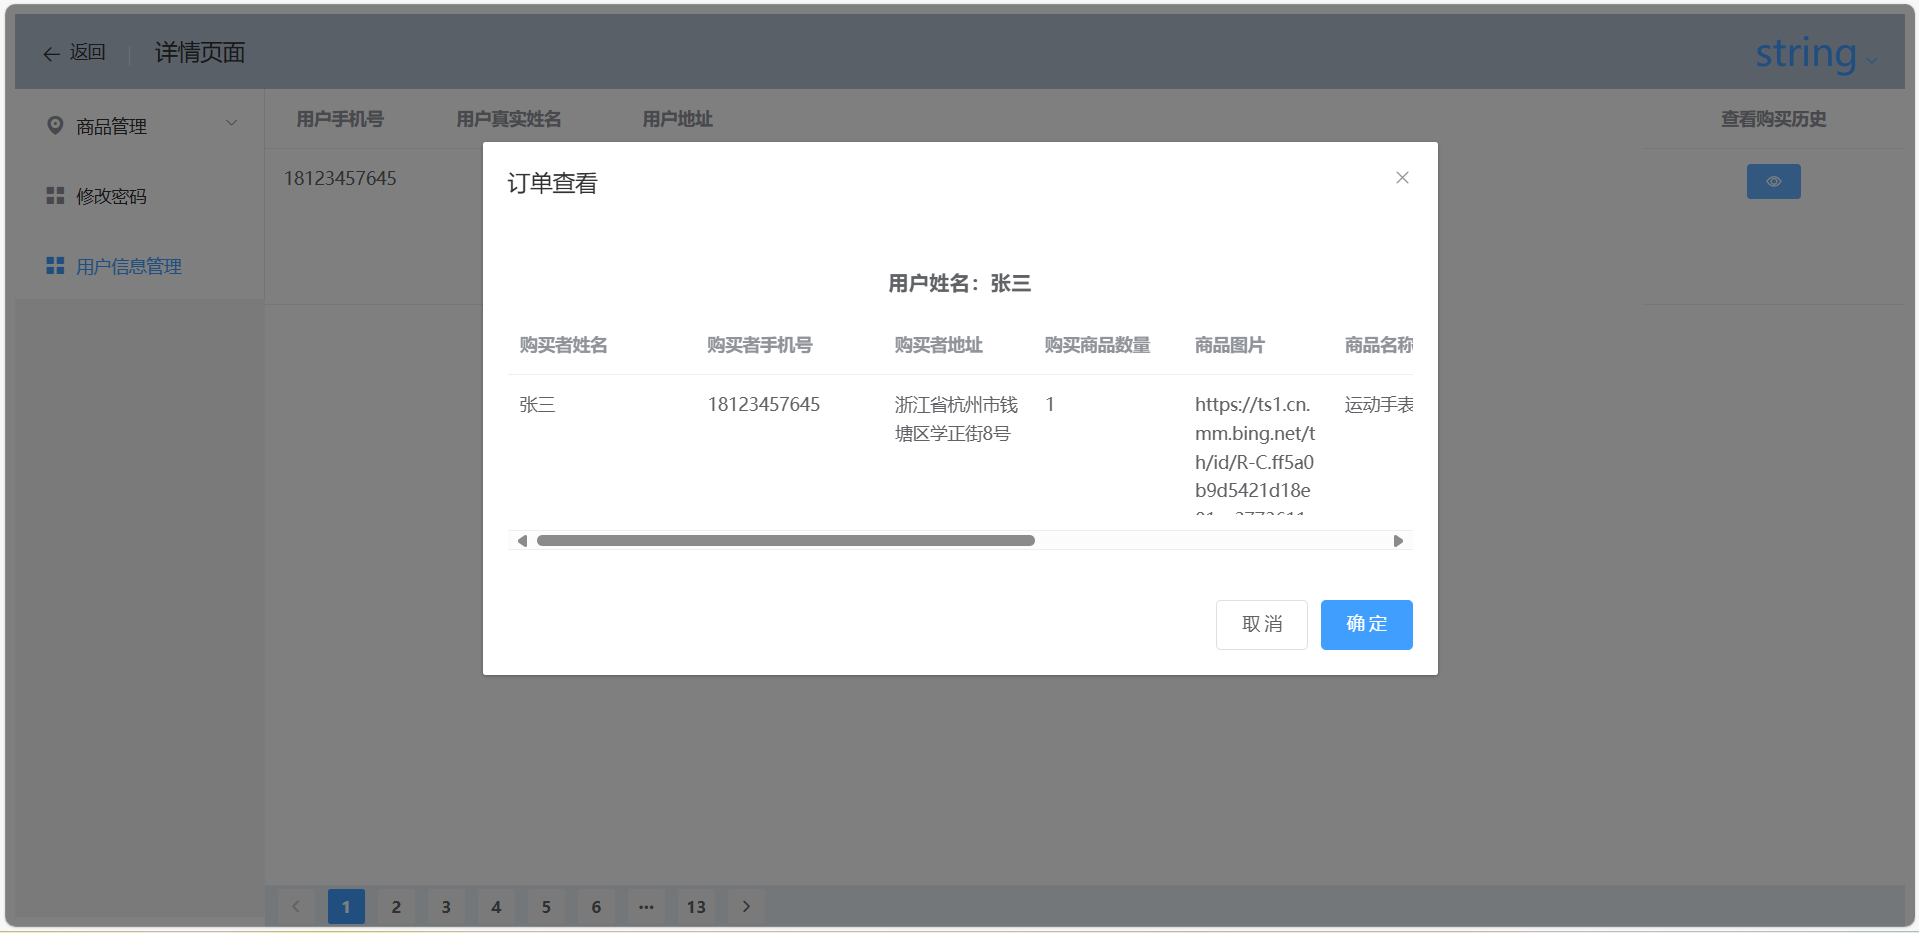 返回
详情页面
string
商品管理
修改密码
用户信息管理
用户手机号 用户真实姓名 用户地址 查看购买历史
18123457645
订单查看
用户姓名：张三
购买者姓名 购买者手机号 购买者地址 购买商品数量 商品图片 商品名称
张三 18123457645 浙江省杭州市钱 1 https://ts1.cn. 运动手表
塘区学正街8号 mm.bing.net/t
h/id/R-C.ff5a0
b9d5421d18e
取消 确定
1 2 3 4 5 6 ··· 13